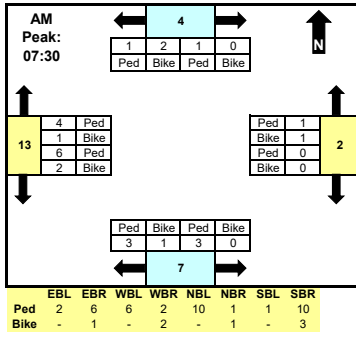 AM
Peak:
07:30
4
N
1 2 1 0
Ped Bike Ped Bike
13
4 Ped
1 Bike
6 Ped
2 Bike
Ped 1
Bike 1
Ped 0
Bike 0
2
Ped Bike Ped Bike
3 1 3 0
7
EBL EBR WBL WBR NBL NBR SBL SBR
Ped 2 6 6 2 10 1 1 10
Bike - 1 - 2 - 1 - 3